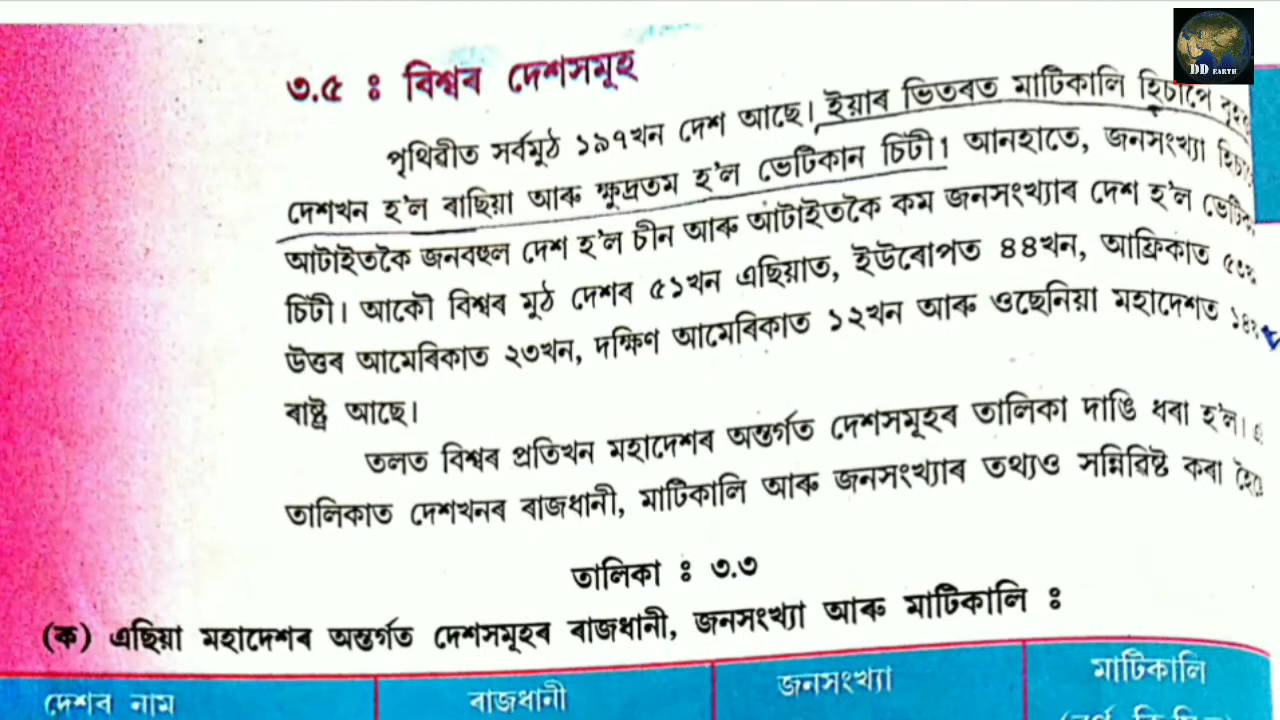 DD EARTH
৩.৫ : বিশ্বৰ দেশসমূহ
পৃথিৱীত সৰ্বমুঠ ১৯৭খন দেশ আছে। ইয়াৰ ভিতৰত মাটিকালি হিচাপে
দেশখন হ'ল ৰাছিয়া আৰু ক্ষুদ্ৰতম হ'ল ভেটিকান চিটী। আনহাতে, জনসংখ্যা
আটাইতকৈ জনবহুল দেশ হ'ল চীন আৰু আটাইতকৈ কম জনসংখ্যাৰ দেশ হ'ল
চিটী। আকৌ বিশ্বৰ মুঠ দেশৰ ৫১খন এছিয়াত, ইউৰোপত ৪৪খন, আফ্ৰিকাত
উত্তৰ আমেৰিকাত ২৩খন, দক্ষিণ আমেৰিকাত ১২খন আৰু ওছেনিয়া মহাদেশত
ৰাষ্ট্ৰ আছে।
তলত বিশ্বৰ প্ৰতিখন মহাদেশৰ অন্তৰ্গত দেশসমূহৰ তালিকা দাঙি ধৰা হ'ল।
তালিকাত দেশখনৰ ৰাজধানী, মাটিকালি আৰু জনসংখ্যাৰ তথ্যও সন্নিৱিষ্ট কৰা
তালিকা : ৩.৩
(ক) এছিয়া মহাদেশৰ অন্তৰ্গত দেশসমূহৰ ৰাজধানী, জনসংখ্যা আৰু মাটিকালি :
দেশৰ নাম ৰাজধানী জনসংখ্যা মাটিকালি